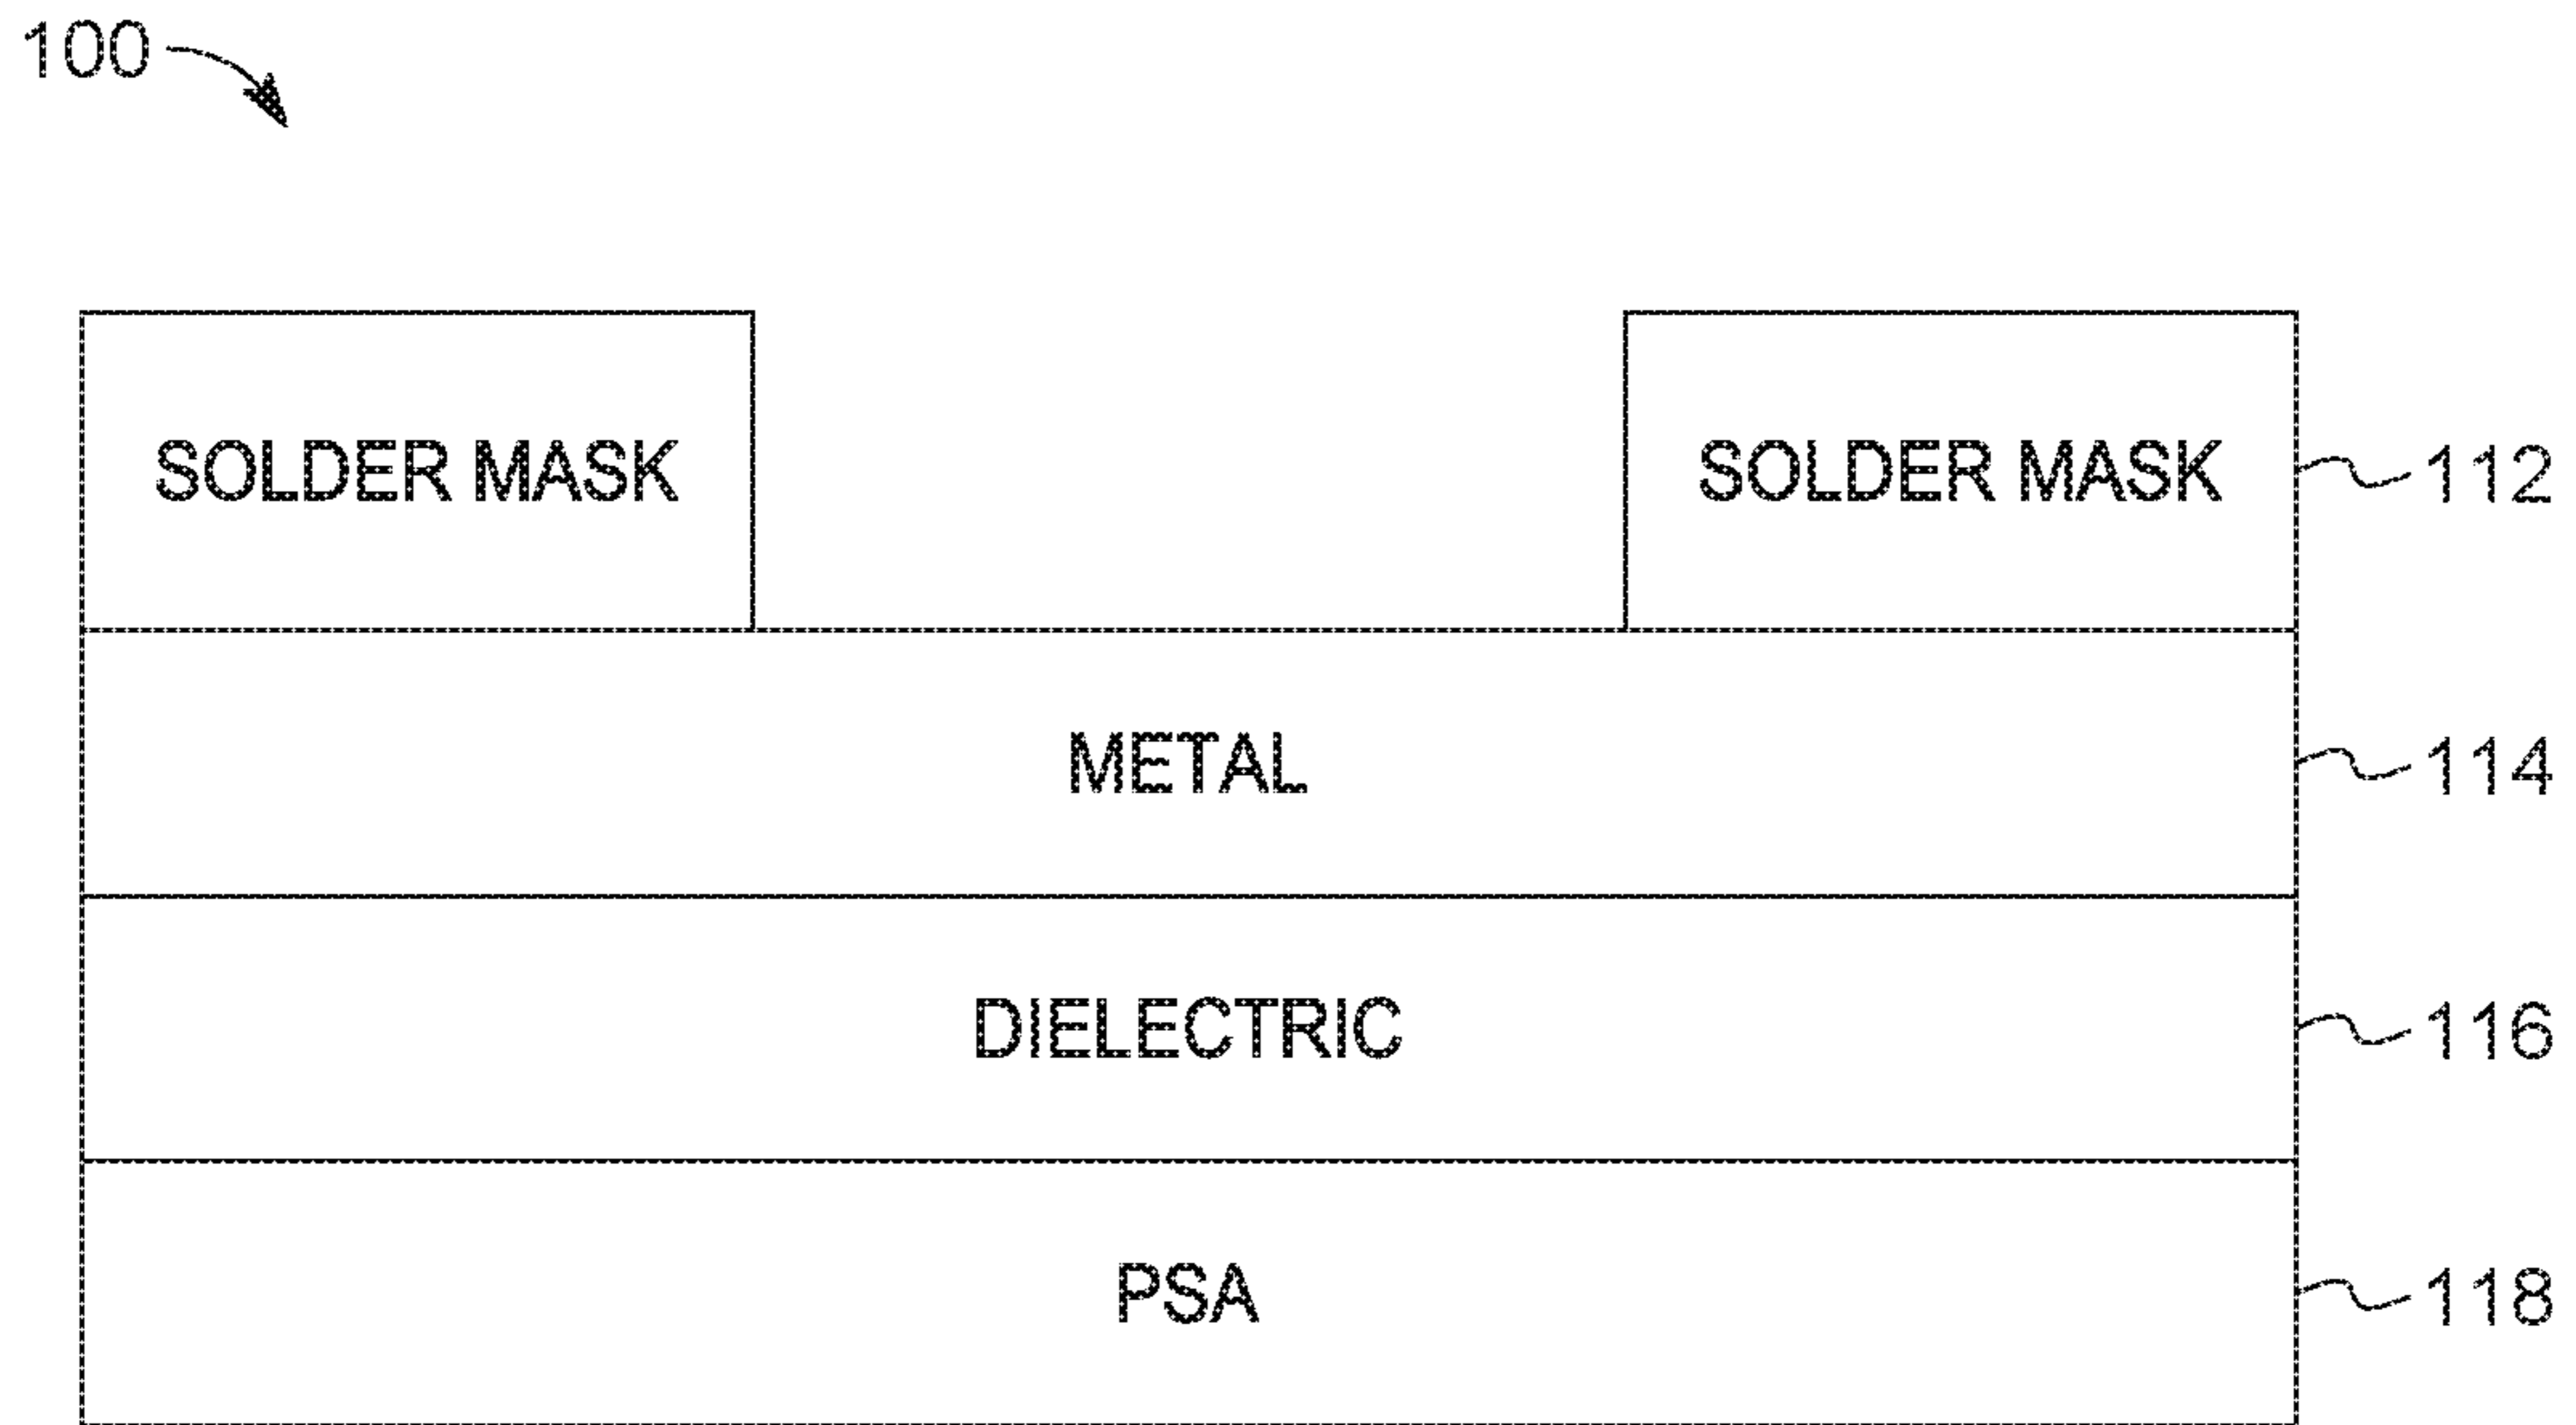 100
SOLDER MASK
SOLDER MASK
112
METAL
114
DIELECTRIC
116
PSA
118